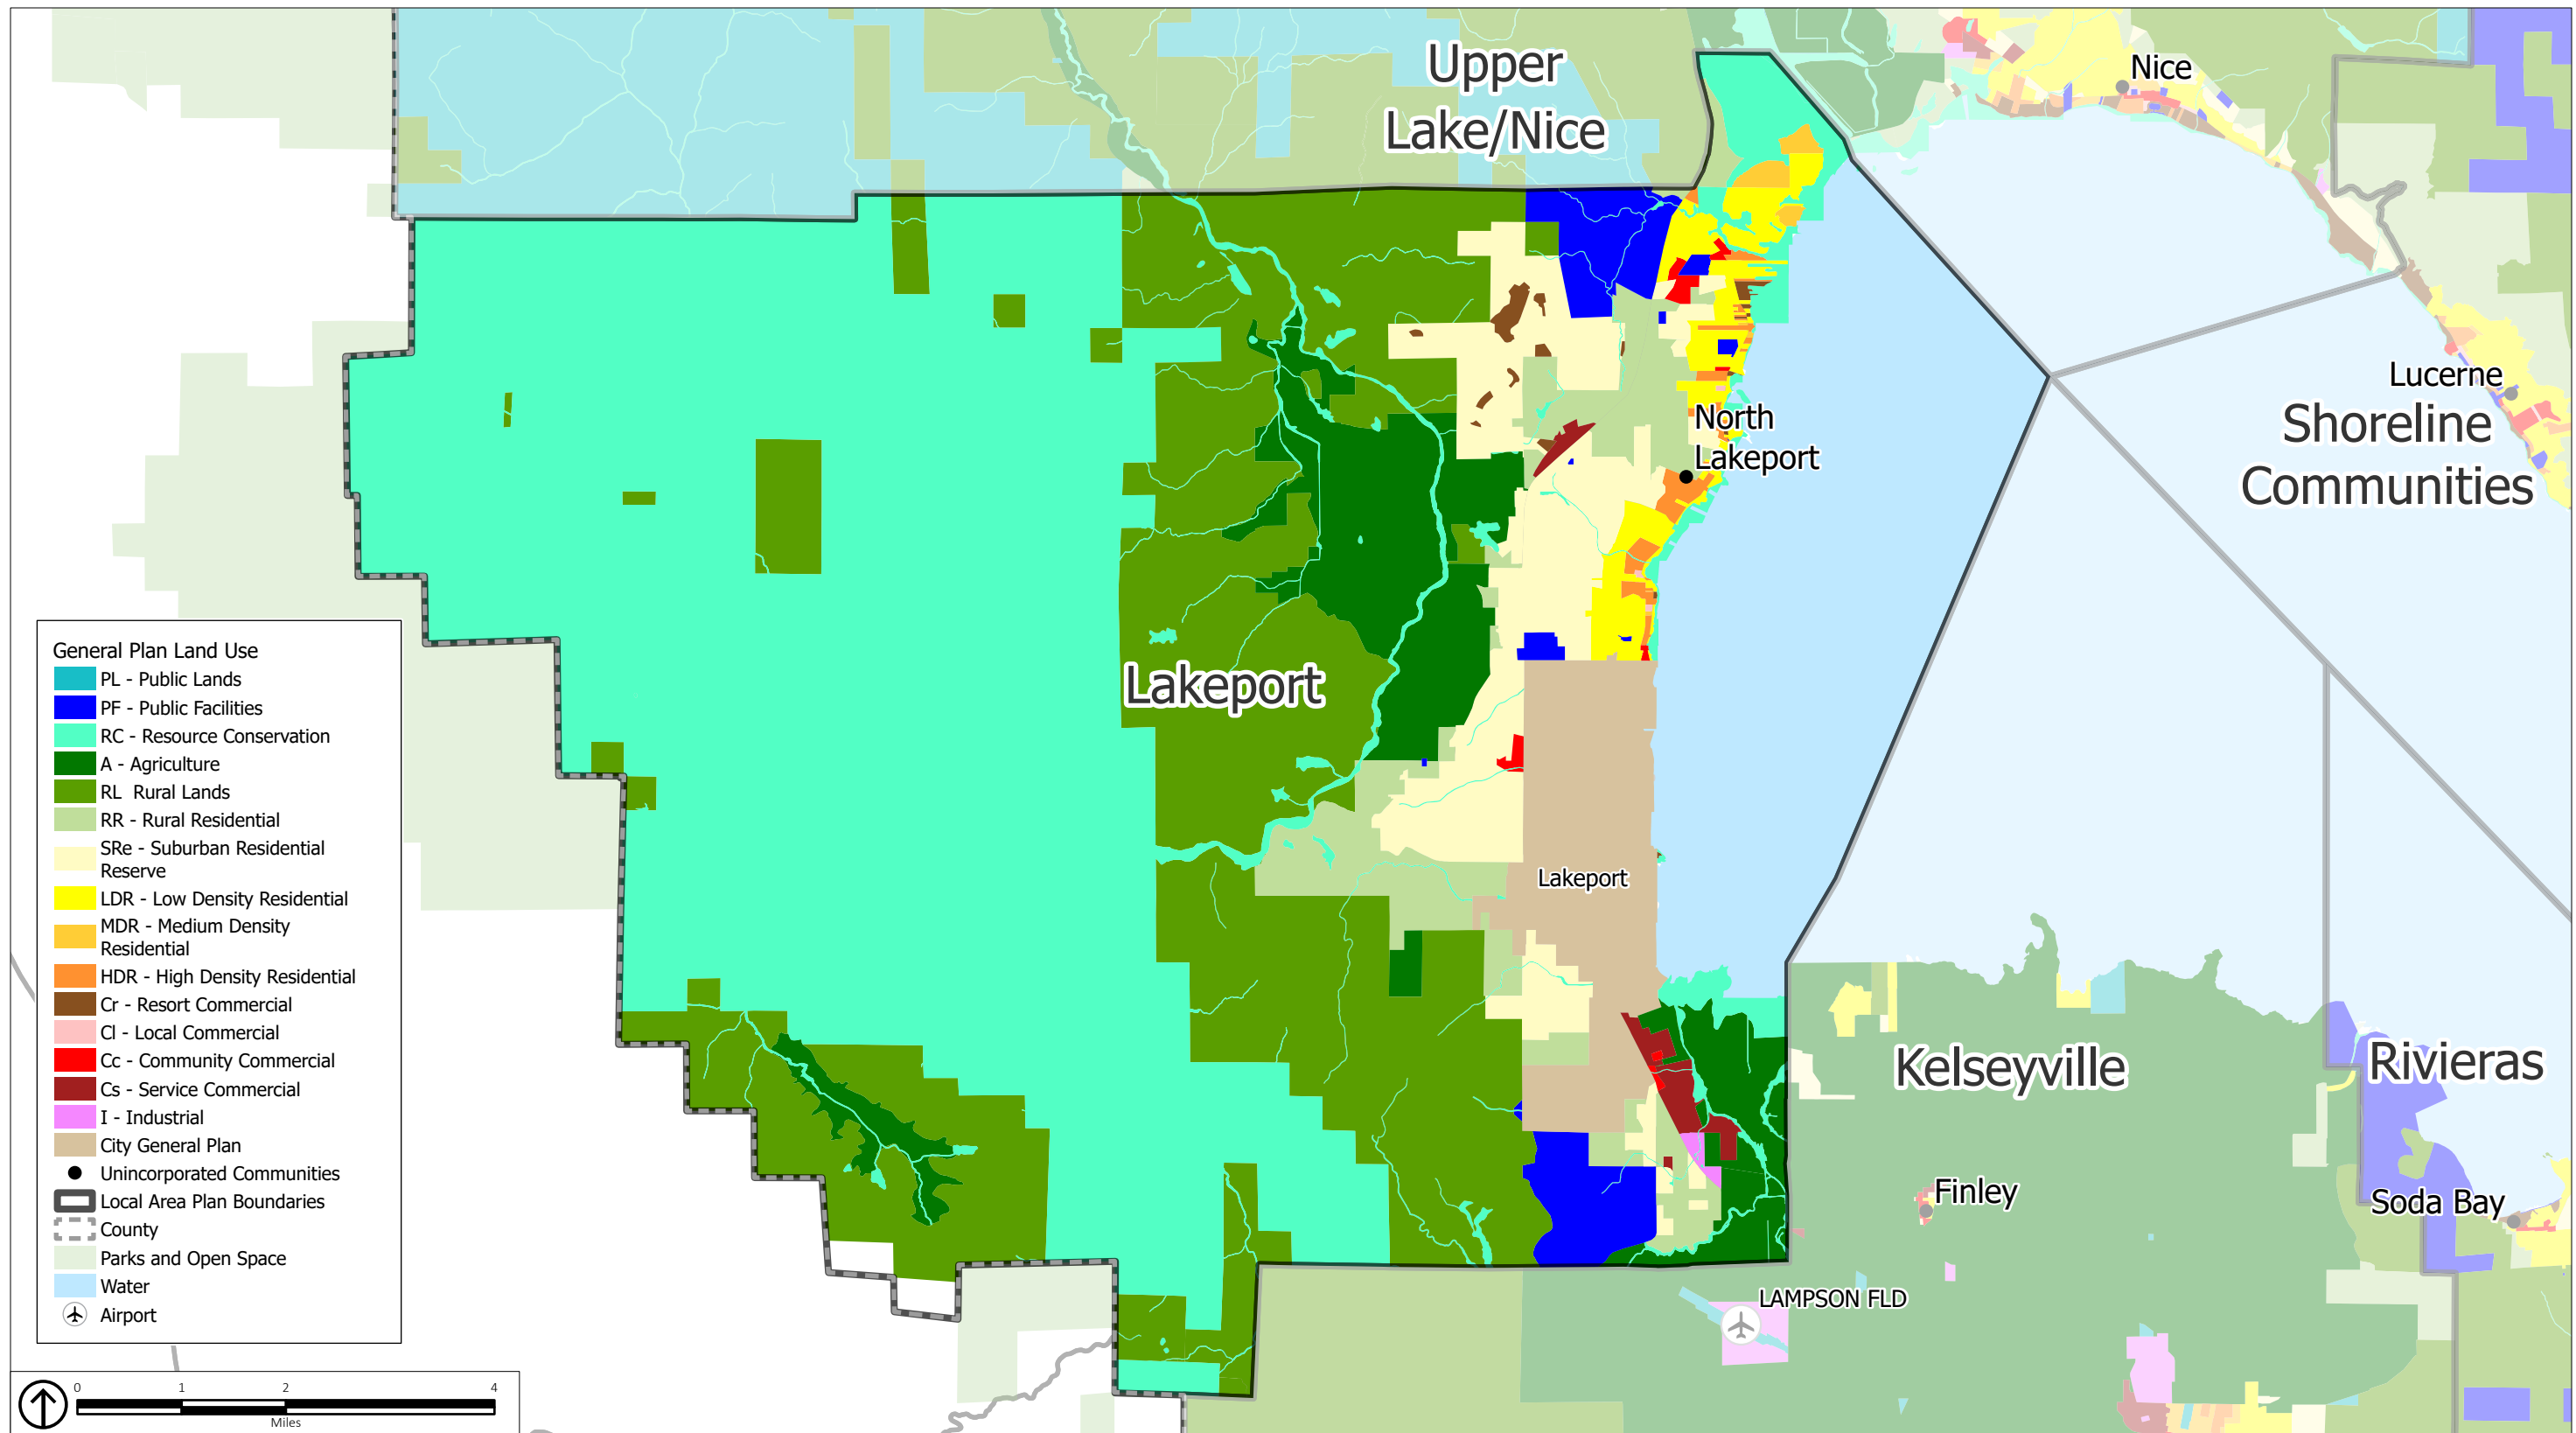 Upper
Lake/Nice
Nice
Lucerne
Shoreline
Communities
North
Lakeport
Lakeport
Lakeport
Kelseyville
Rivieras
Finley
Soda Bay
LAMPSON FLD
General Plan Land Use
PL - Public Lands
PF - Public Facilities
RC - Resource Conservation
A - Agriculture
RL  Rural Lands
RR - Rural Residential
SRe - Suburban Residential
Reserve
LDR - Low Density Residential
MDR - Medium Density
Residential
HDR - High Density Residential
Cr - Resort Commercial
Cl - Local Commercial
Cc - Community Commercial
Cs - Service Commercial
I - Industrial
City General Plan
Unincorporated Communities
Local Area Plan Boundaries
County
Parks and Open Space
Water
Airport
0 1 2 4
Miles